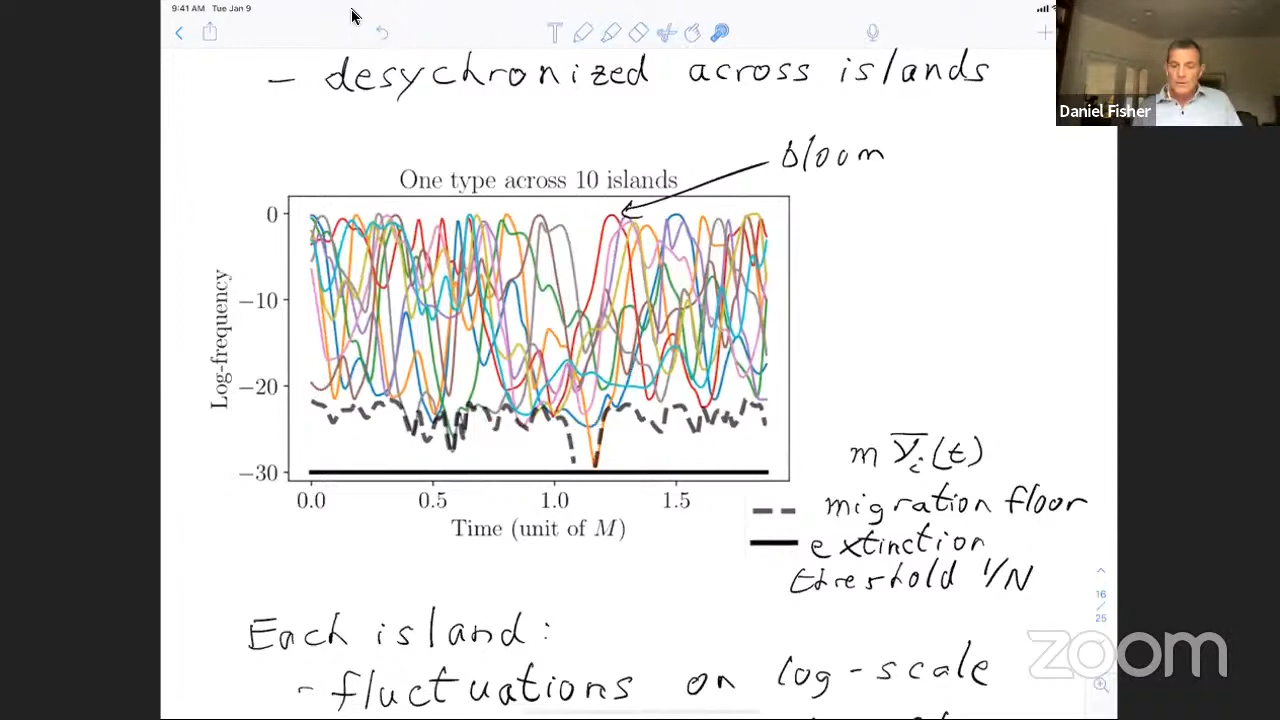 9:41 AM Tue Jan 9
- desychronized across islands
Daniel Fisher
bloom
One type across 10 islands
0
-10
-20
-30
Log-frequency
0.0 0.5 1.0 1.5
Time (unit of M)
m ν̅ᵢ(t)
migration floor
extinction
threshold 1/N
16
/
25
Each island:
- fluctuations on log-scale
zoom